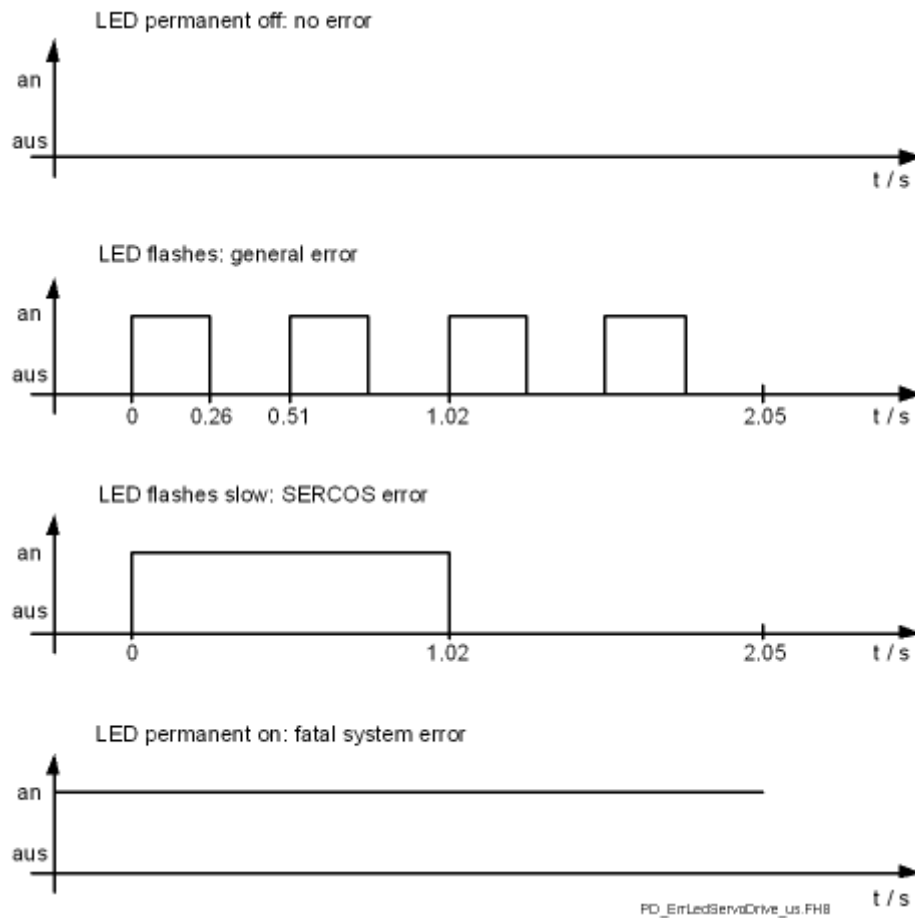 LED permanent off: no error
an
aus
t / s
LED flashes: general error
an
aus
0 0.26 0.51 1.02 2.05 t / s
LED flashes slow: SERCOS error
an
aus
0 1.02 2.05 t / s
LED permanent on: fatal system error
an
aus
t / s
PD_ErrLedServoDrive_us.FH8